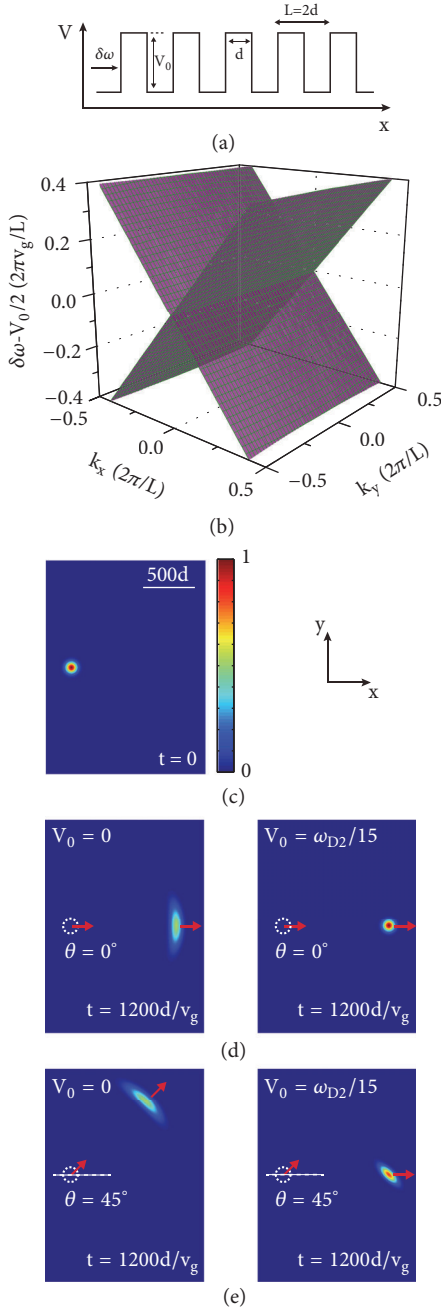 V
L=2d
δω
V₀
d
x
(a)
δω-V₀/2 (2πv_g/L)
0.4
0.2
0.0
−0.2
−0.4
−0.5
0.0
0.5
k_x (2π/L)
−0.5
0.0
0.5
k_y (2π/L)
(b)
500d
t = 0
1
0
y
x
(c)
V₀ = 0
θ = 0°
t = 1200d/v_g
V₀ = ω_D2/15
θ = 0°
t = 1200d/v_g
(d)
V₀ = 0
θ = 45°
t = 1200d/v_g
V₀ = ω_D2/15
θ = 45°
t = 1200d/v_g
(e)